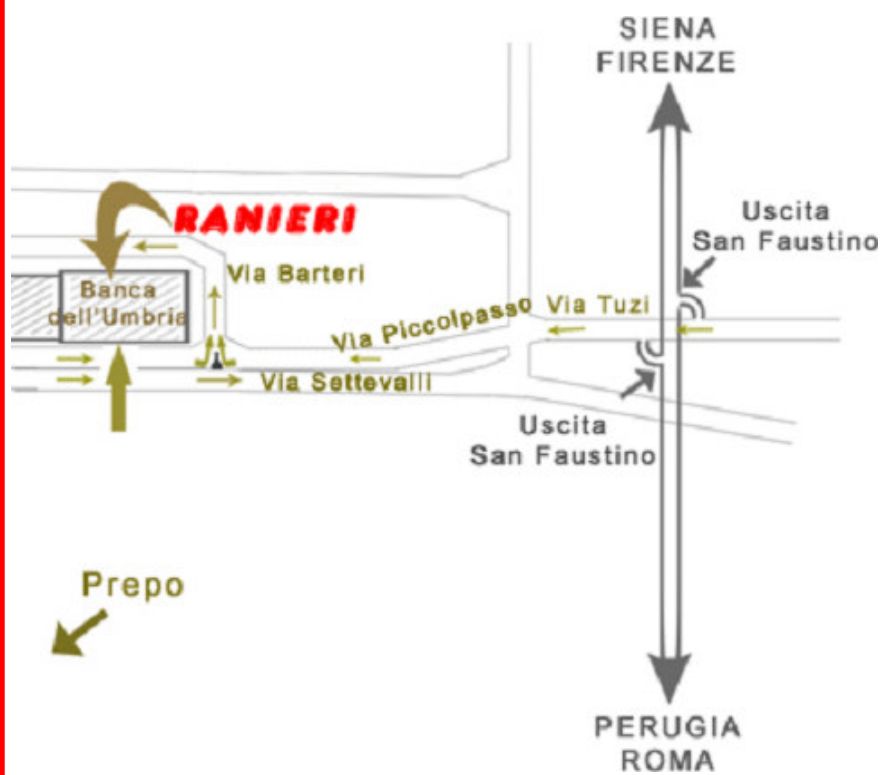 SIENA
FIRENZE
RANIERI
Uscita
San Faustino
Via Barteri
Banca
dell'Umbria
Via Piccolpasso
Via Tuzi
Via Settevalli
Uscita
San Faustino
Prepo
PERUGIA
ROMA